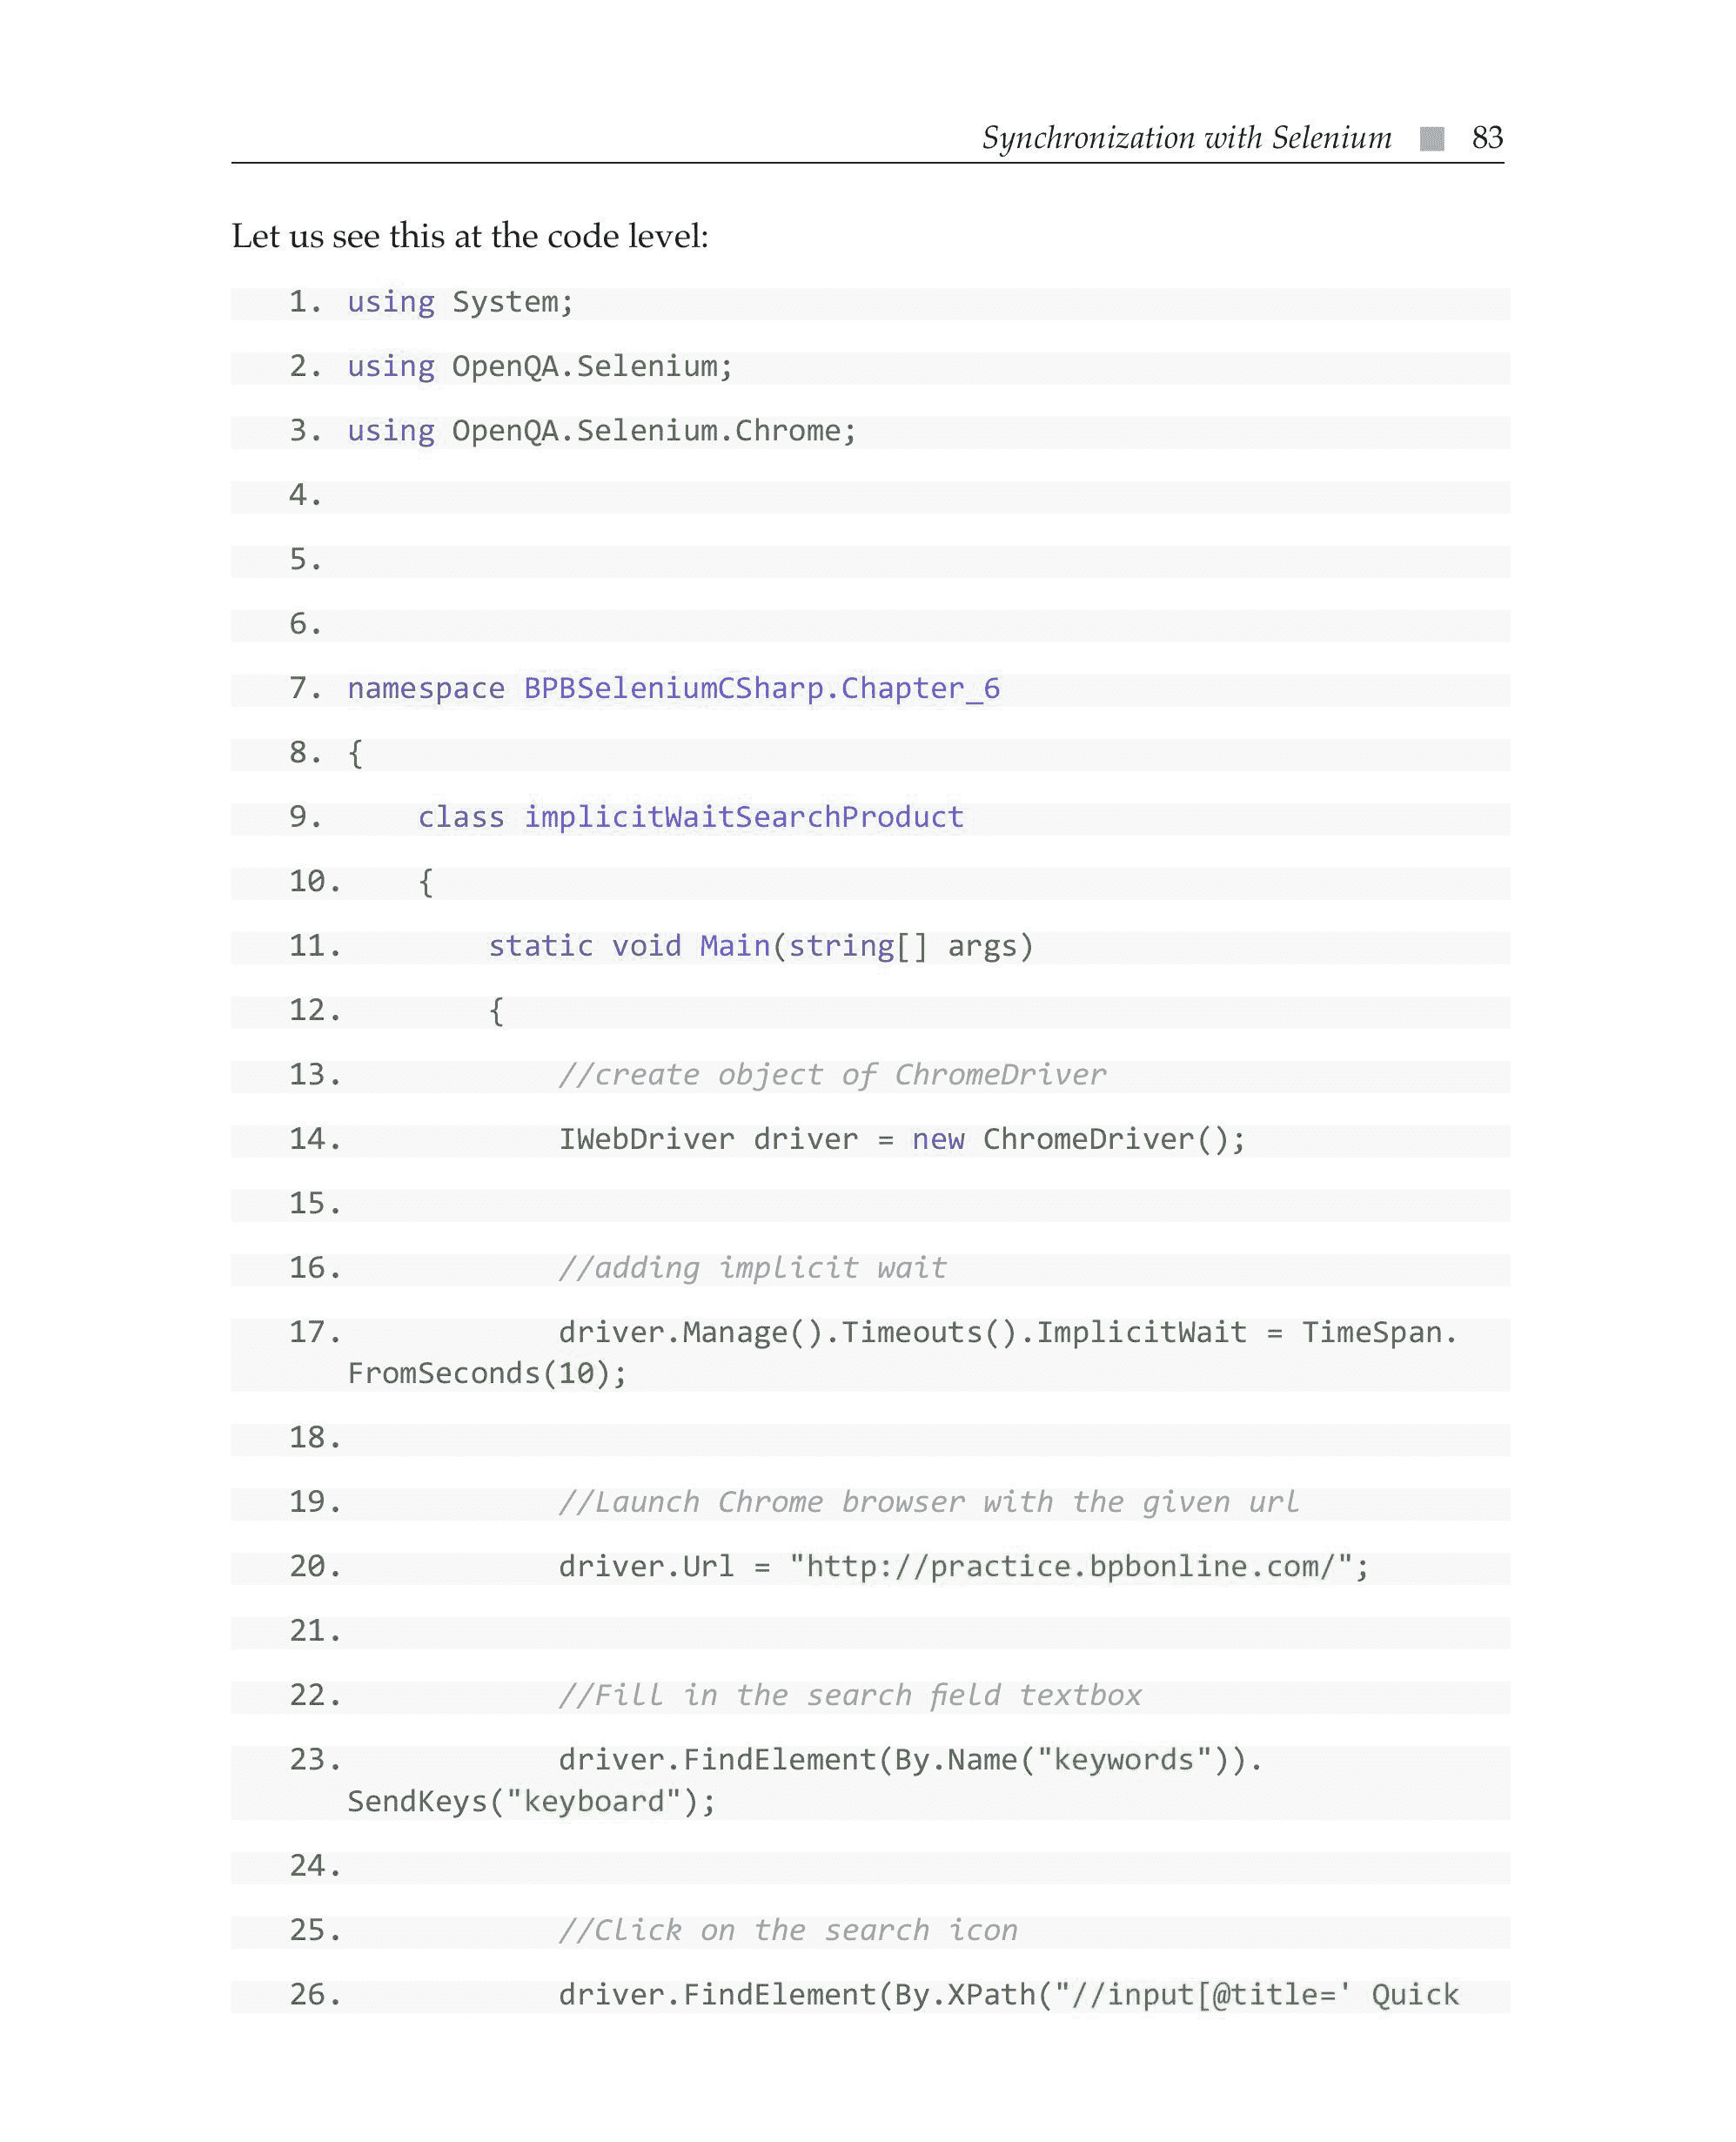 Synchronization with Selenium 83
Let us see this at the code level:
1. using System;
2. using OpenQA.Selenium;
3. using OpenQA.Selenium.Chrome;
4.
5.
6.
7. namespace BPBSeleniumCSharp.Chapter_6
8. {
9.     class implicitWaitSearchProduct
10.     {
11.         static void Main(string[] args)
12.         {
13.             //create object of ChromeDriver
14.             IWebDriver driver = new ChromeDriver();
15.
16.             //adding implicit wait
17.             driver.Manage().Timeouts().ImplicitWait = TimeSpan.
FromSeconds(10);
18.
19.             //Launch Chrome browser with the given url
20.             driver.Url = "http://practice.bpbonline.com/";
21.
22.             //Fill in the search field textbox
23.             driver.FindElement(By.Name("keywords")).
SendKeys("keyboard");
24.
25.             //Click on the search icon
26.             driver.FindElement(By.XPath("//input[@title=' Quick